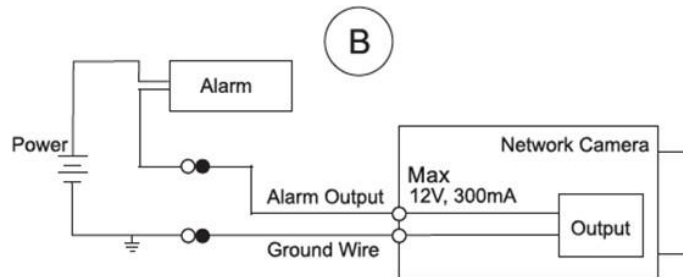 B
Alarm
Power
Network Camera
Max
12V, 300mA
Alarm Output
Output
Ground Wire